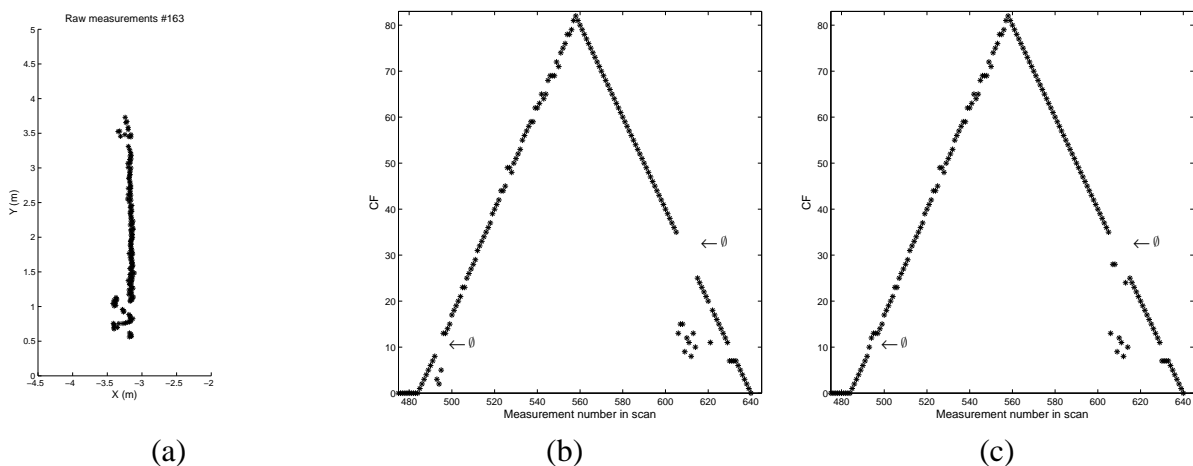 Raw measurements #163
5
4.5
4
3.5
3
2.5
2
1.5
1
0.5
0
Y (m)
−4.5 −4 −3.5 −3 −2.5 −2
X (m)
(a)
80
70
60
50
40
30
20
10
0
CF
← ∅
← ∅
480 500 520 540 560 580 600 620 640
Measurement number in scan
(b)
80
70
60
50
40
30
20
10
0
CF
← ∅
← ∅
480 500 520 540 560 580 600 620 640
Measurement number in scan
(c)